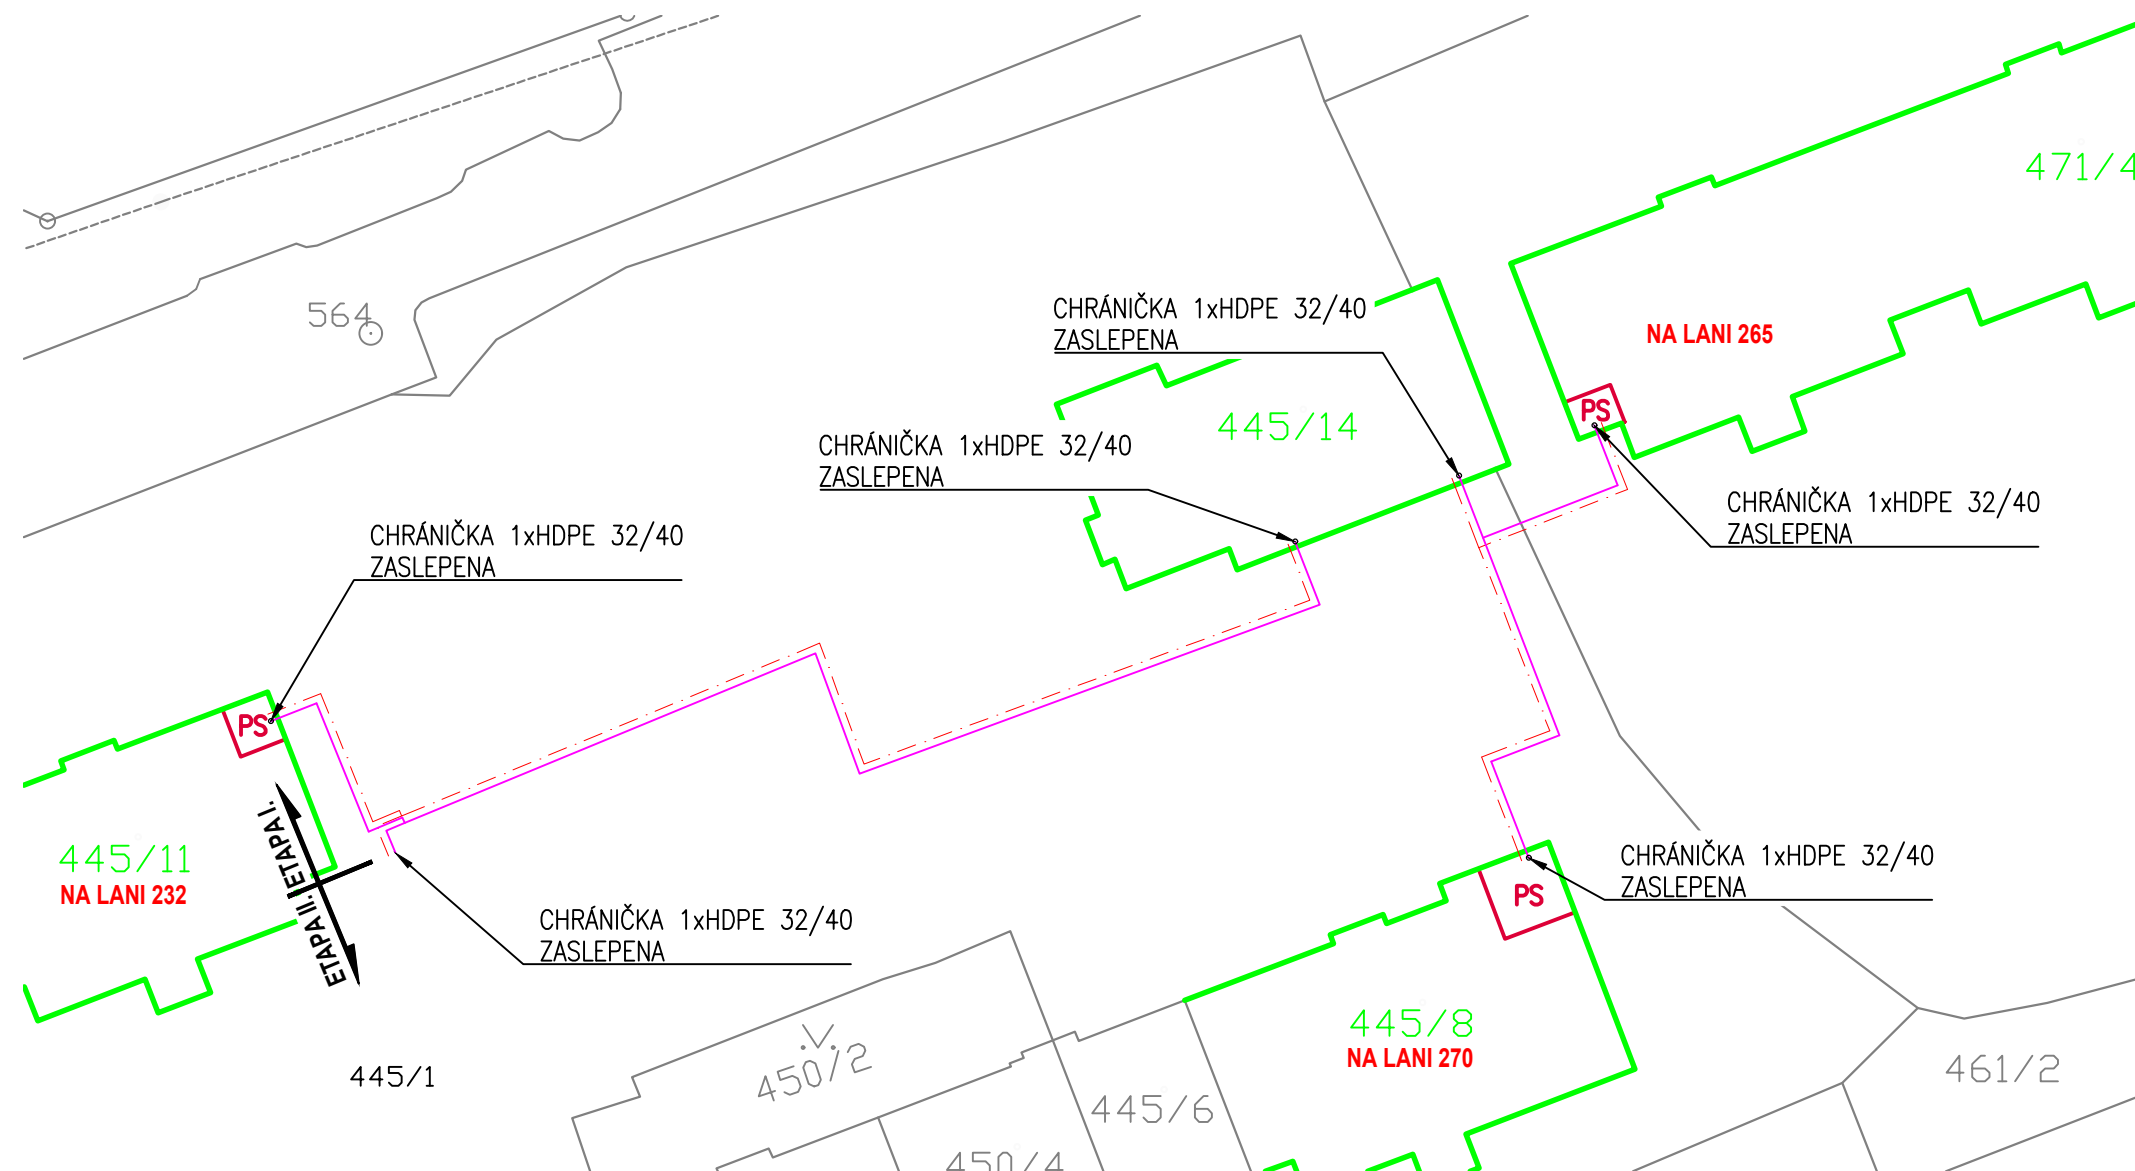 471/4
564
CHRÁNIČKA 1xHDPE 32/40
ZASLEPENA
NA LANI 265
445/14
PS
CHRÁNIČKA 1xHDPE 32/40
ZASLEPENA
CHRÁNIČKA 1xHDPE 32/40
ZASLEPENA
CHRÁNIČKA 1xHDPE 32/40
ZASLEPENA
PS
445/11
NA LANI 232
ETAPA I.
ETAPA III.
CHRÁNIČKA 1xHDPE 32/40
ZASLEPENA
CHRÁNIČKA 1xHDPE 32/40
ZASLEPENA
PS
445/8
NA LANI 270
445/1
450/2
445/6
461/2
450/4